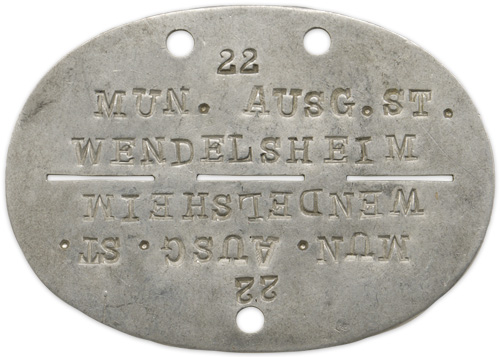 22
MUN. AUSG.ST.
WENDELSHEIM
WENDELSHEIM
MUN.AUSG.ST.
22